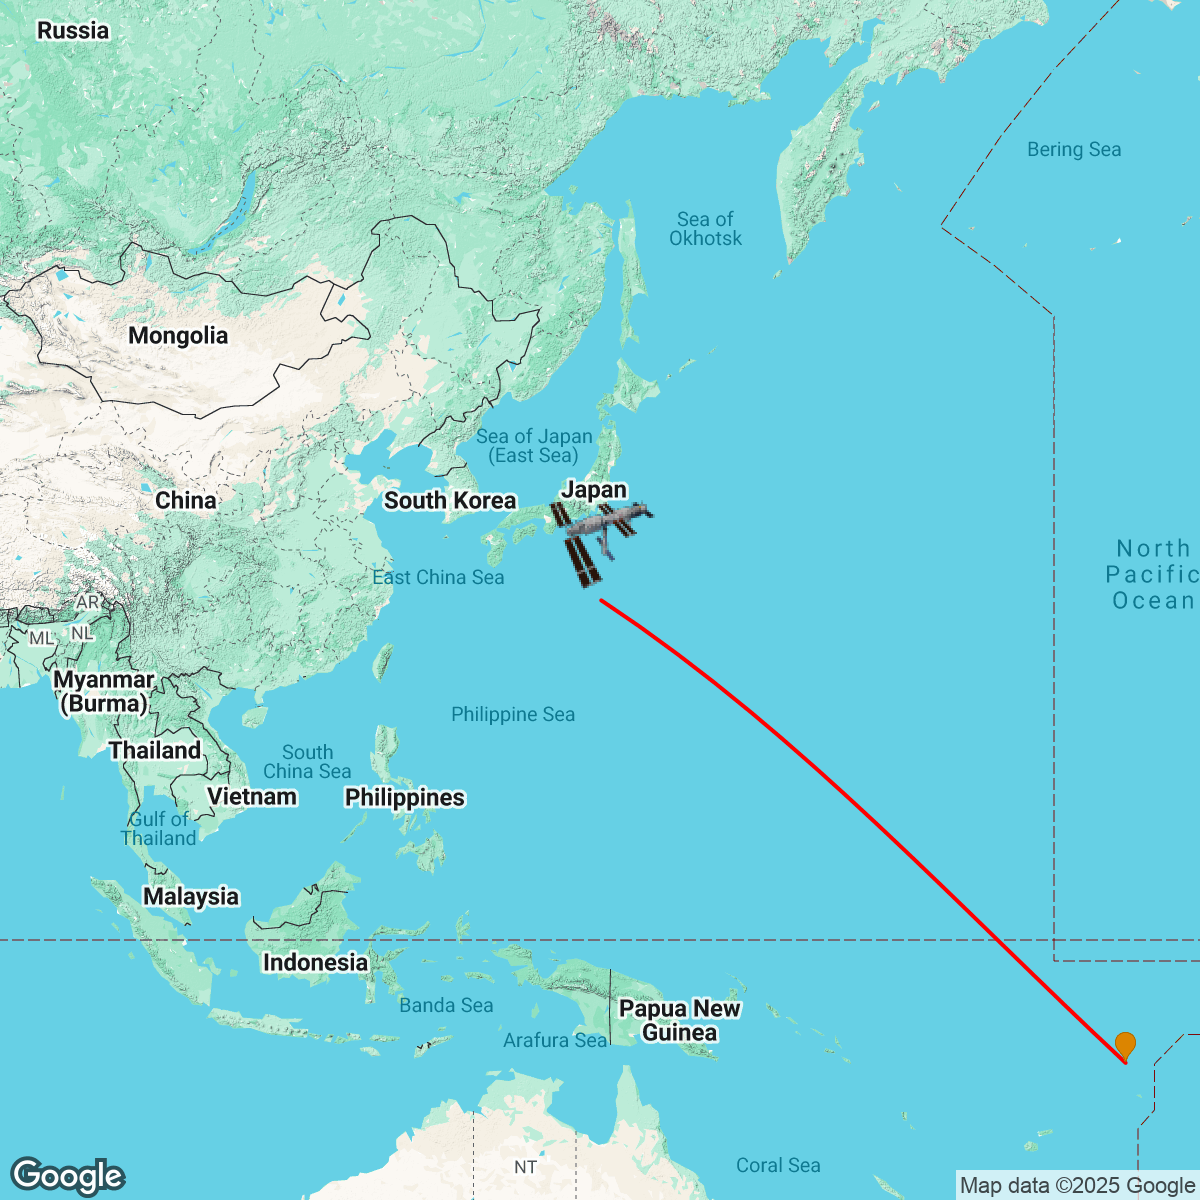 Russia
Bering Sea
Sea of
Okhotsk
Mongolia
Sea of Japan
(East Sea)
Japan
China
South Korea
North
Pacific
Ocean
East China Sea
AR
ML
NL
Myanmar
(Burma)
Philippine Sea
Thailand
South
China Sea
Vietnam
Philippines
Gulf of
Thailand
Malaysia
Indonesia
Banda Sea
Papua New
Guinea
Arafura Sea
NT
Coral Sea
Google
Map data ©2025 Google